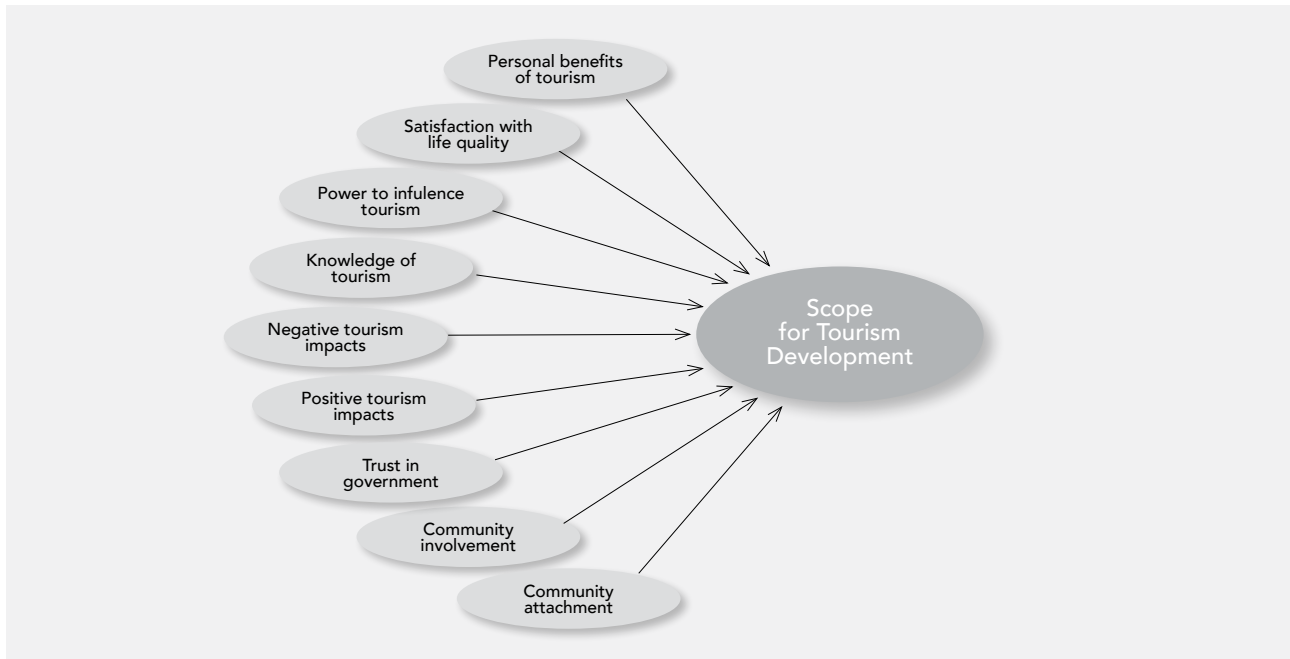 Personal benefits
of tourism
Satisfaction with
life quality
Power to infulence
tourism
Knowledge of
tourism
Negative tourism
impacts
Positive tourism
impacts
Trust in
government
Community
involvement
Community
attachment
Scope
for Tourism
Development